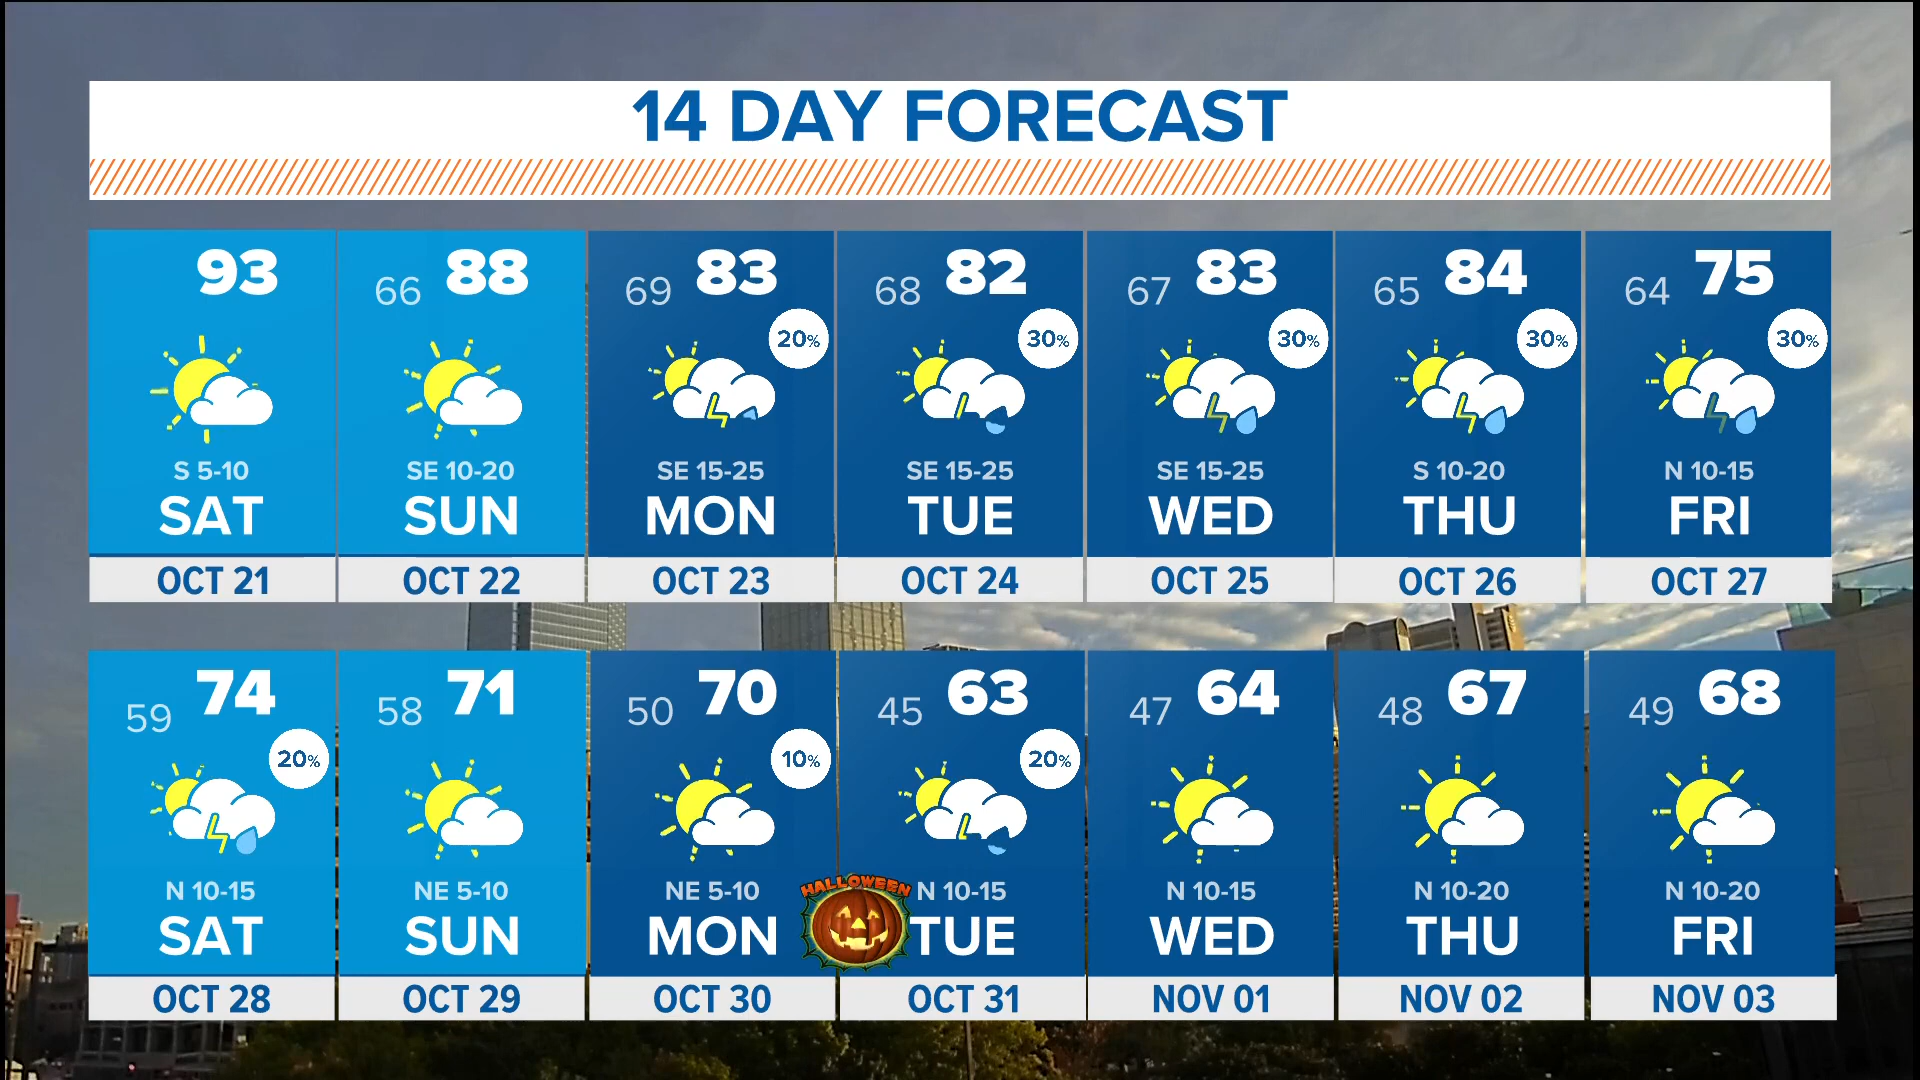 14 DAY FORECAST
93
66 88
69 83
68 82
67 83
65 84
64 75
20%
30%
30%
30%
30%
S 5-10
SE 10-20
SE 15-25
SE 15-25
SE 15-25
S 10-20
N 10-15
SAT
SUN
MON
TUE
WED
THU
FRI
OCT 21
OCT 22
OCT 23
OCT 24
OCT 25
OCT 26
OCT 27
59 74
58 71
50 70
45 63
47 64
48 67
49 68
20%
10%
20%
N 10-15
NE 5-10
NE 5-10
HALLOWEEN
N 10-15
N 10-15
N 10-20
N 10-20
SAT
SUN
MON
TUE
WED
THU
FRI
OCT 28
OCT 29
OCT 30
OCT 31
NOV 01
NOV 02
NOV 03